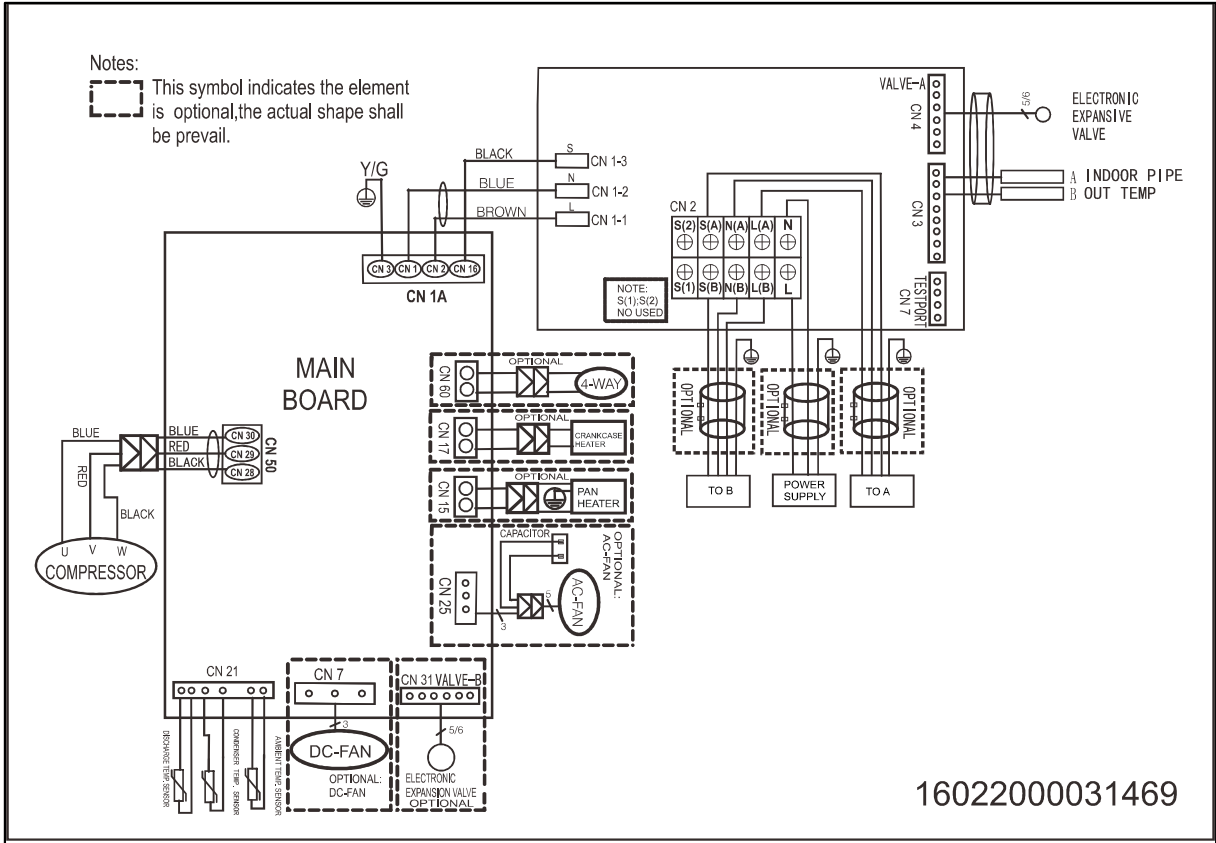 Notes:
This symbol indicates the element
is optional,the actual shape shall
be prevail.
Y/G
BLACK
BLUE
BROWN
S
CN 1-3
N
CN 1-2
L
CN 1-1
CN 3
CN 1
CN 2
CN 16
CN 1A
VALVE-A
CN 4
5/6
ELECTRONIC
EXPANSIVE
VALVE
A INDOOR PIPE
B OUT TEMP
CN 3
TESTPORT
CN 7
CN 2
S(2) S(A) N(A) L(A) N
S(1) S(B) N(B) L(B) L
NOTE:
S(1);S(2)
NO USED
OPTIONAL
OPTIONAL
OPTIONAL
TO B
POWER
SUPPLY
TO A
MAIN
BOARD
CN 60
OPTIONAL
4-WAY
CN 17
OPTIONAL
CRANKCASE
HEATER
CN 15
OPTIONAL
PAN
HEATER
CAPACITOR
OPTIONAL:
AC-FAN
CN 25
3
5
AC-FAN
BLUE
RED
BLACK
BLUE
RED
BLACK
CN 30
CN 29
CN 28
CN 50
U V W
COMPRESSOR
CN 21
DISCHARGE TEMP. SENSOR
CONDENSER TEMP. SENSOR
AMBIENT TEMP. SENSOR
CN 7
3
DC-FAN
OPTIONAL:
DC-FAN
CN 31 VALVE-B
5/6
ELECTRONIC
EXPANSION VALVE
OPTIONAL
16022000031469